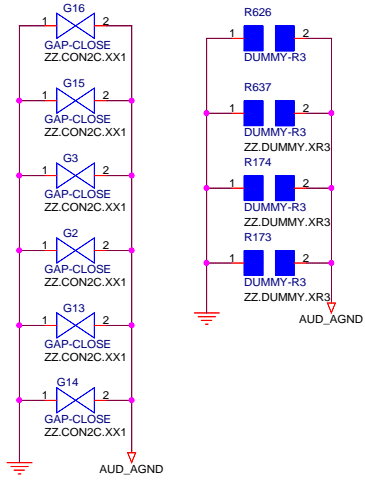 G16
1 2
GAP-CLOSE
ZZ.CON2C.XX1
G15
1 2
GAP-CLOSE
ZZ.CON2C.XX1
G3
1 2
GAP-CLOSE
ZZ.CON2C.XX1
G2
1 2
GAP-CLOSE
ZZ.CON2C.XX1
G13
1 2
GAP-CLOSE
ZZ.CON2C.XX1
G14
1 2
GAP-CLOSE
ZZ.CON2C.XX1
AUD_AGND
R626
1 2
DUMMY-R3
R637
1 2
DUMMY-R3
ZZ.DUMMY.XR3
R174
1 2
DUMMY-R3
ZZ.DUMMY.XR3
R173
1 2
DUMMY-R3
ZZ.DUMMY.XR3
AUD_AGND